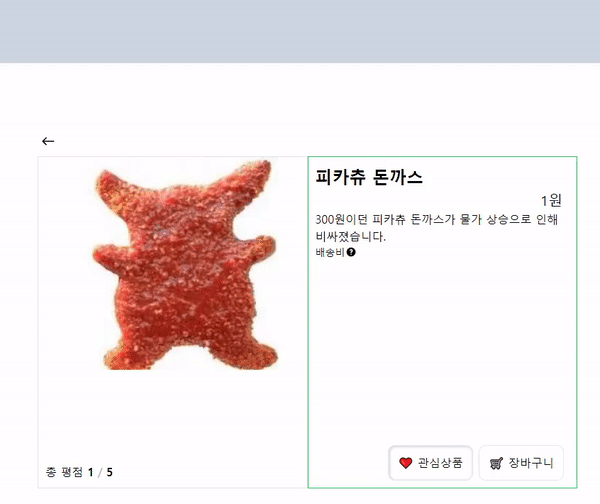 피카츄 돈까스
1원
300원이던 피카츄 돈까스가 물가 상승으로 인해
비싸졌습니다.
배송비
총 평점 1 / 5
관심상품
장바구니